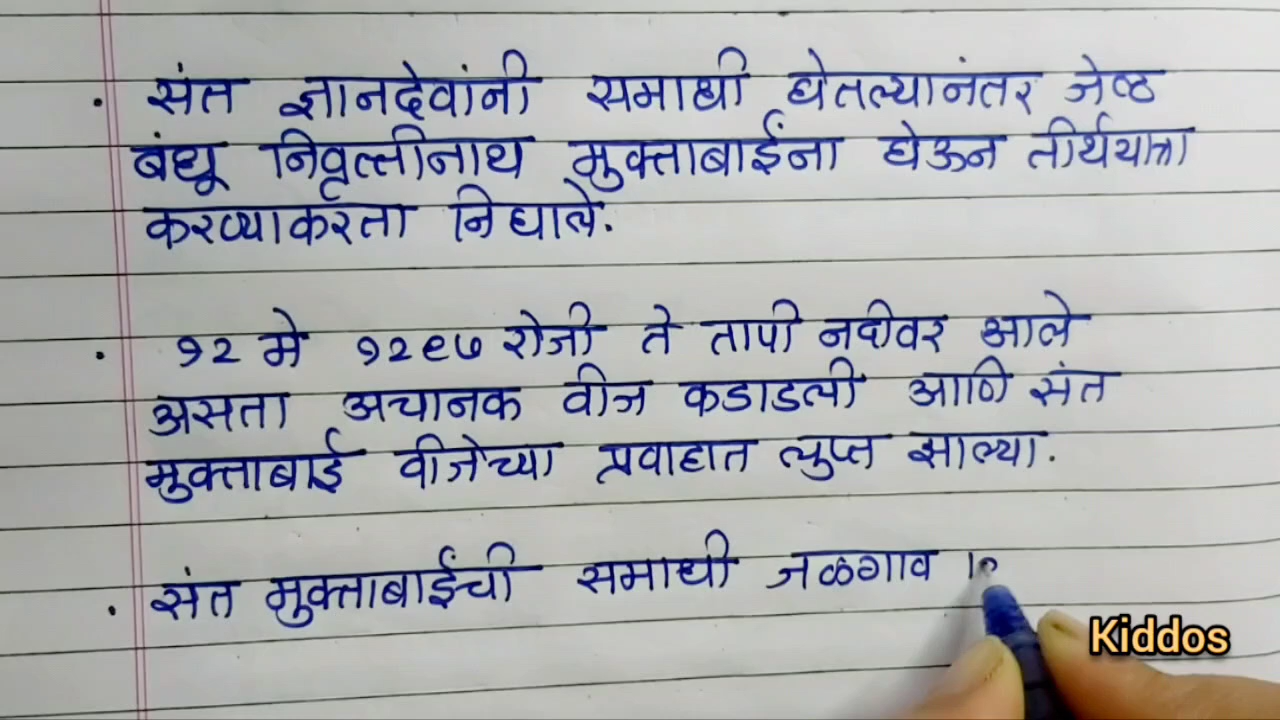 • संत ज्ञानदेवांनी समाधी घेतल्यानंतर जेष्ठ
बंधू निवृत्तीनाथ मुक्ताबाईंना घेऊन तीर्थयात्रा
करण्याकरता निघाले.
• १२ मे १२९७ रोजी ते तापी नदीवर आले
असता अचानक वीज कडाडली आणि संत
मुक्ताबाई वीजेच्या प्रवाहात लुप्त झाल्या.
• संत मुक्ताबाईंची समाधी जळगाव
Kiddos